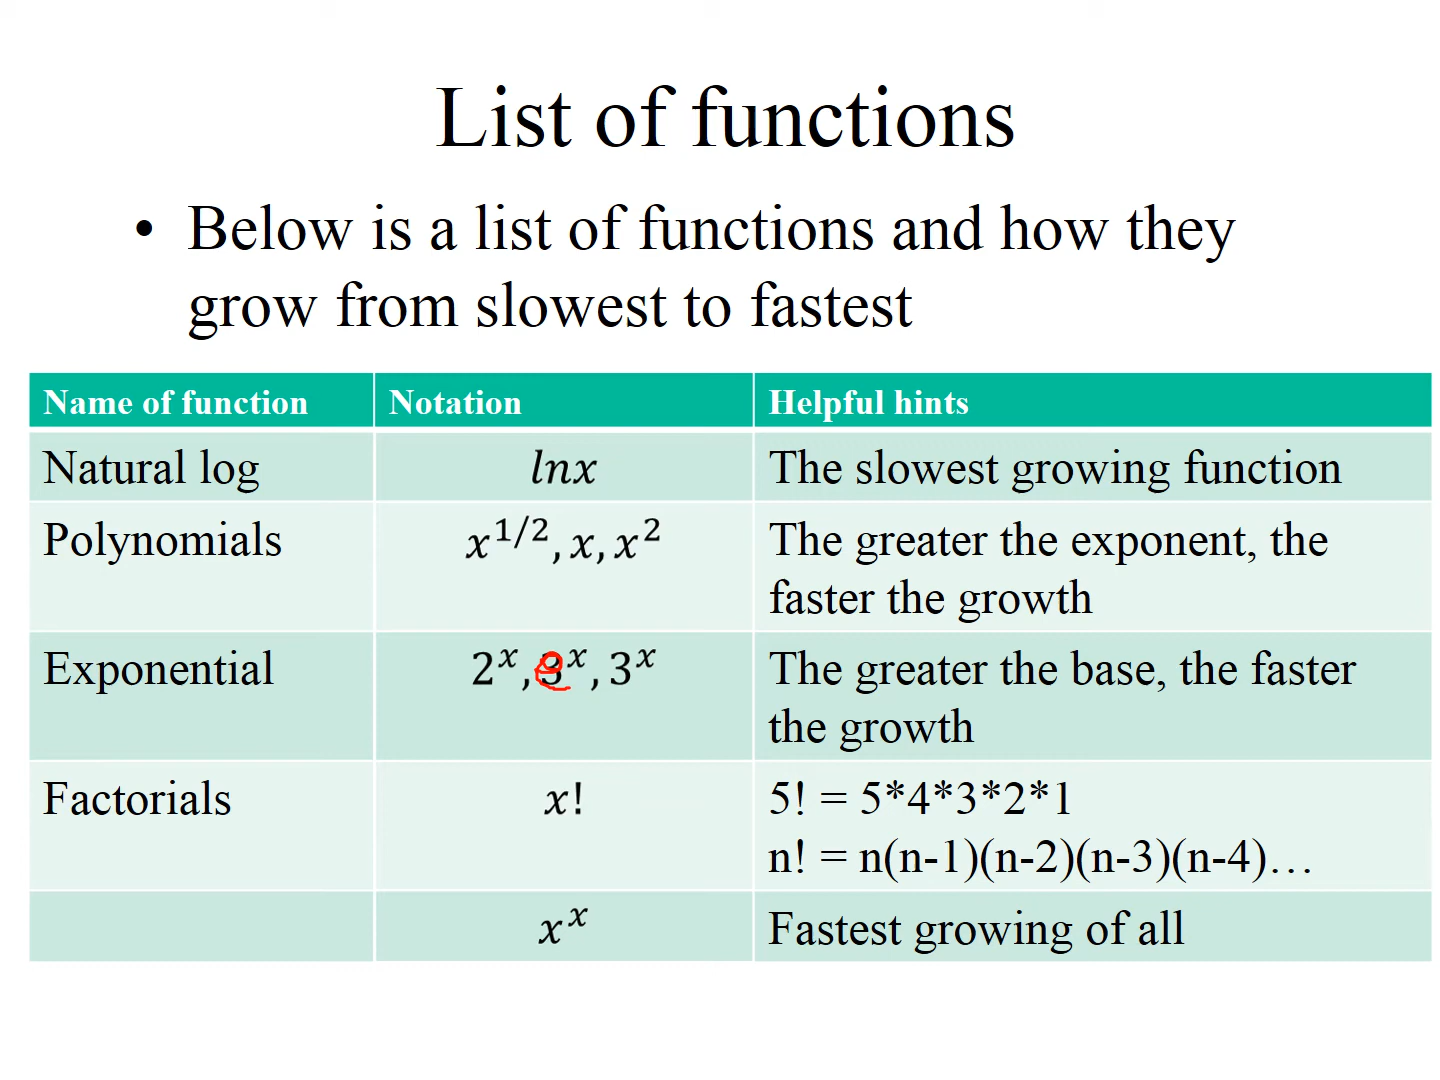 List of functions
• Below is a list of functions and how they
grow from slowest to fastest
Name of function Notation Helpful hints
Natural log lnx The slowest growing function
Polynomials x^{1/2}, x, x^2 The greater the exponent, the
faster the growth
Exponential 2^x, e^x, 3^x The greater the base, the faster
the growth
Factorials x! 5! = 5*4*3*2*1
n! = n(n-1)(n-2)(n-3)(n-4)…
x^x Fastest growing of all